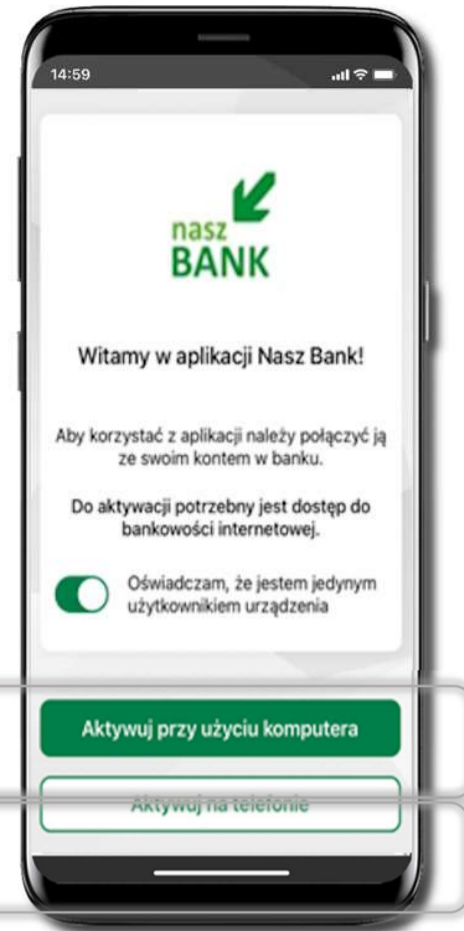 14:59
nasz
BANK
Witamy w aplikacji Nasz Bank!
Aby korzystać z aplikacji należy połączyć ją
ze swoim kontem w banku.
Do aktywacji potrzebny jest dostęp do
bankowości internetowej.
Oświadczam, że jestem jedynym
użytkownikiem urządzenia
Aktywuj przy użyciu komputera
Aktywuj na telefonie